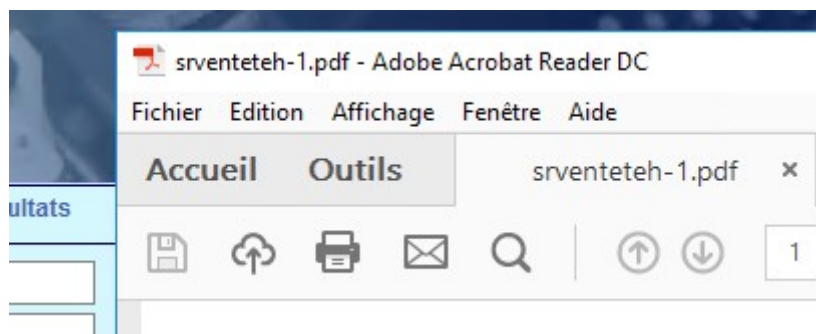 srventeteh-1.pdf - Adobe Acrobat Reader DC
Fichier Edition Affichage Fenêtre Aide
Accueil Outils srventeteh-1.pdf ×
ultats
1